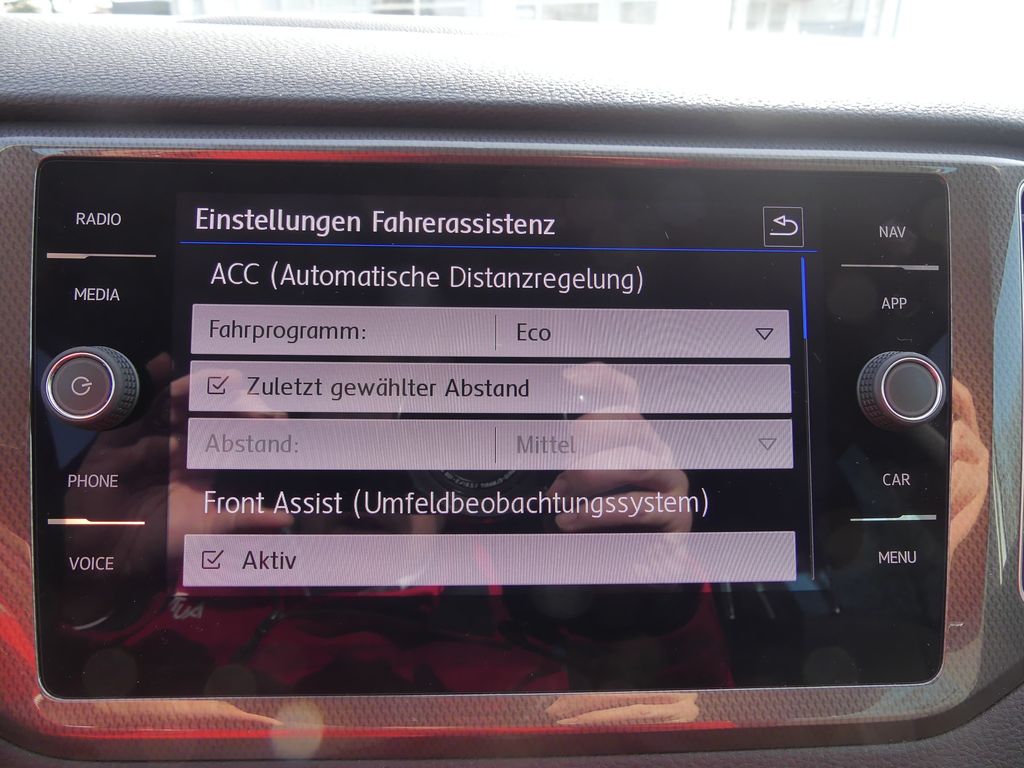 RADIO
MEDIA
PHONE
VOICE
Einstellungen Fahrerassistenz
ACC (Automatische Distanzregelung)
Fahrprogramm: Eco
Zuletzt gewählter Abstand
Abstand: Mittel
Front Assist (Umfeldbeobachtungssystem)
Aktiv
NAV
APP
CAR
MENU